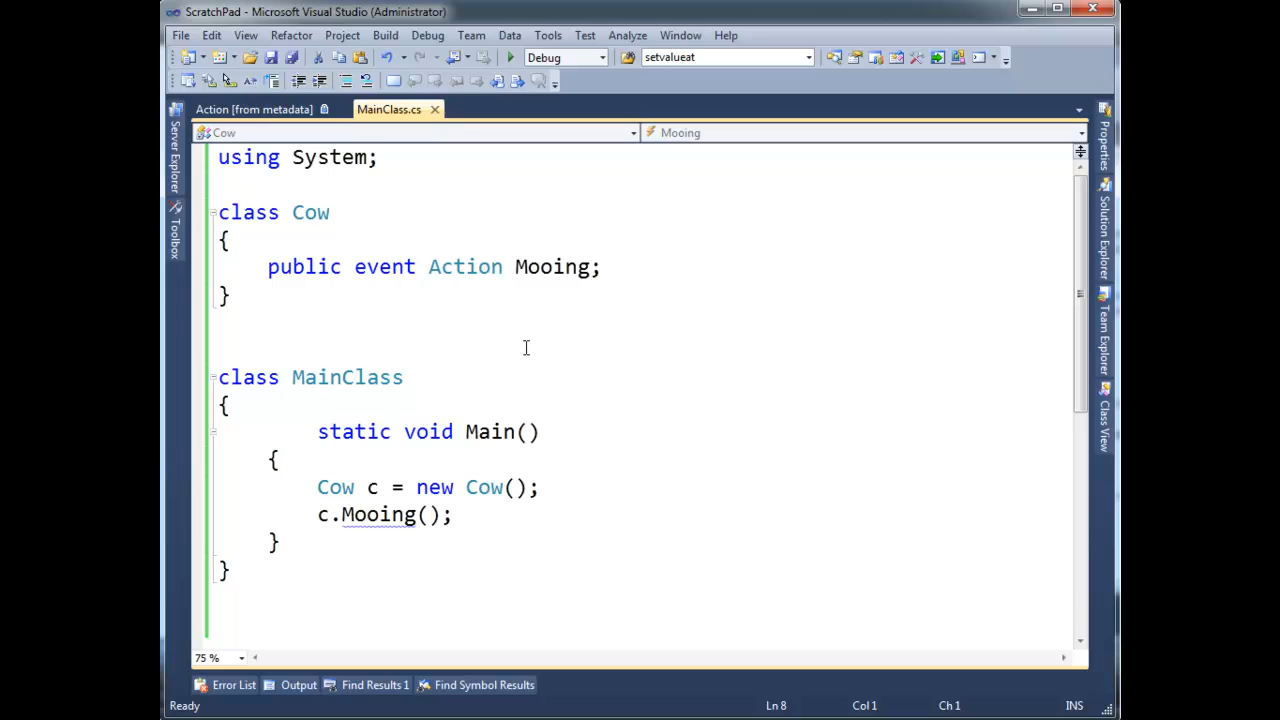 ScratchPad - Microsoft Visual Studio (Administrator)
File Edit View Refactor Project Build Debug Team Data Tools Test Analyze Window Help
Debug setvalueat
Action [from metadata] MainClass.cs
Cow Mooing
using System;
class Cow
{
public event Action Mooing;
}
class MainClass
{
static void Main()
{
Cow c = new Cow();
c.Mooing();
}
}
75 %
Server Explorer
Toolbox
Properties
Solution Explorer
Team Explorer
Class View
Error List Output Find Results 1 Find Symbol Results
Ready Ln 8 Col 1 Ch 1 INS